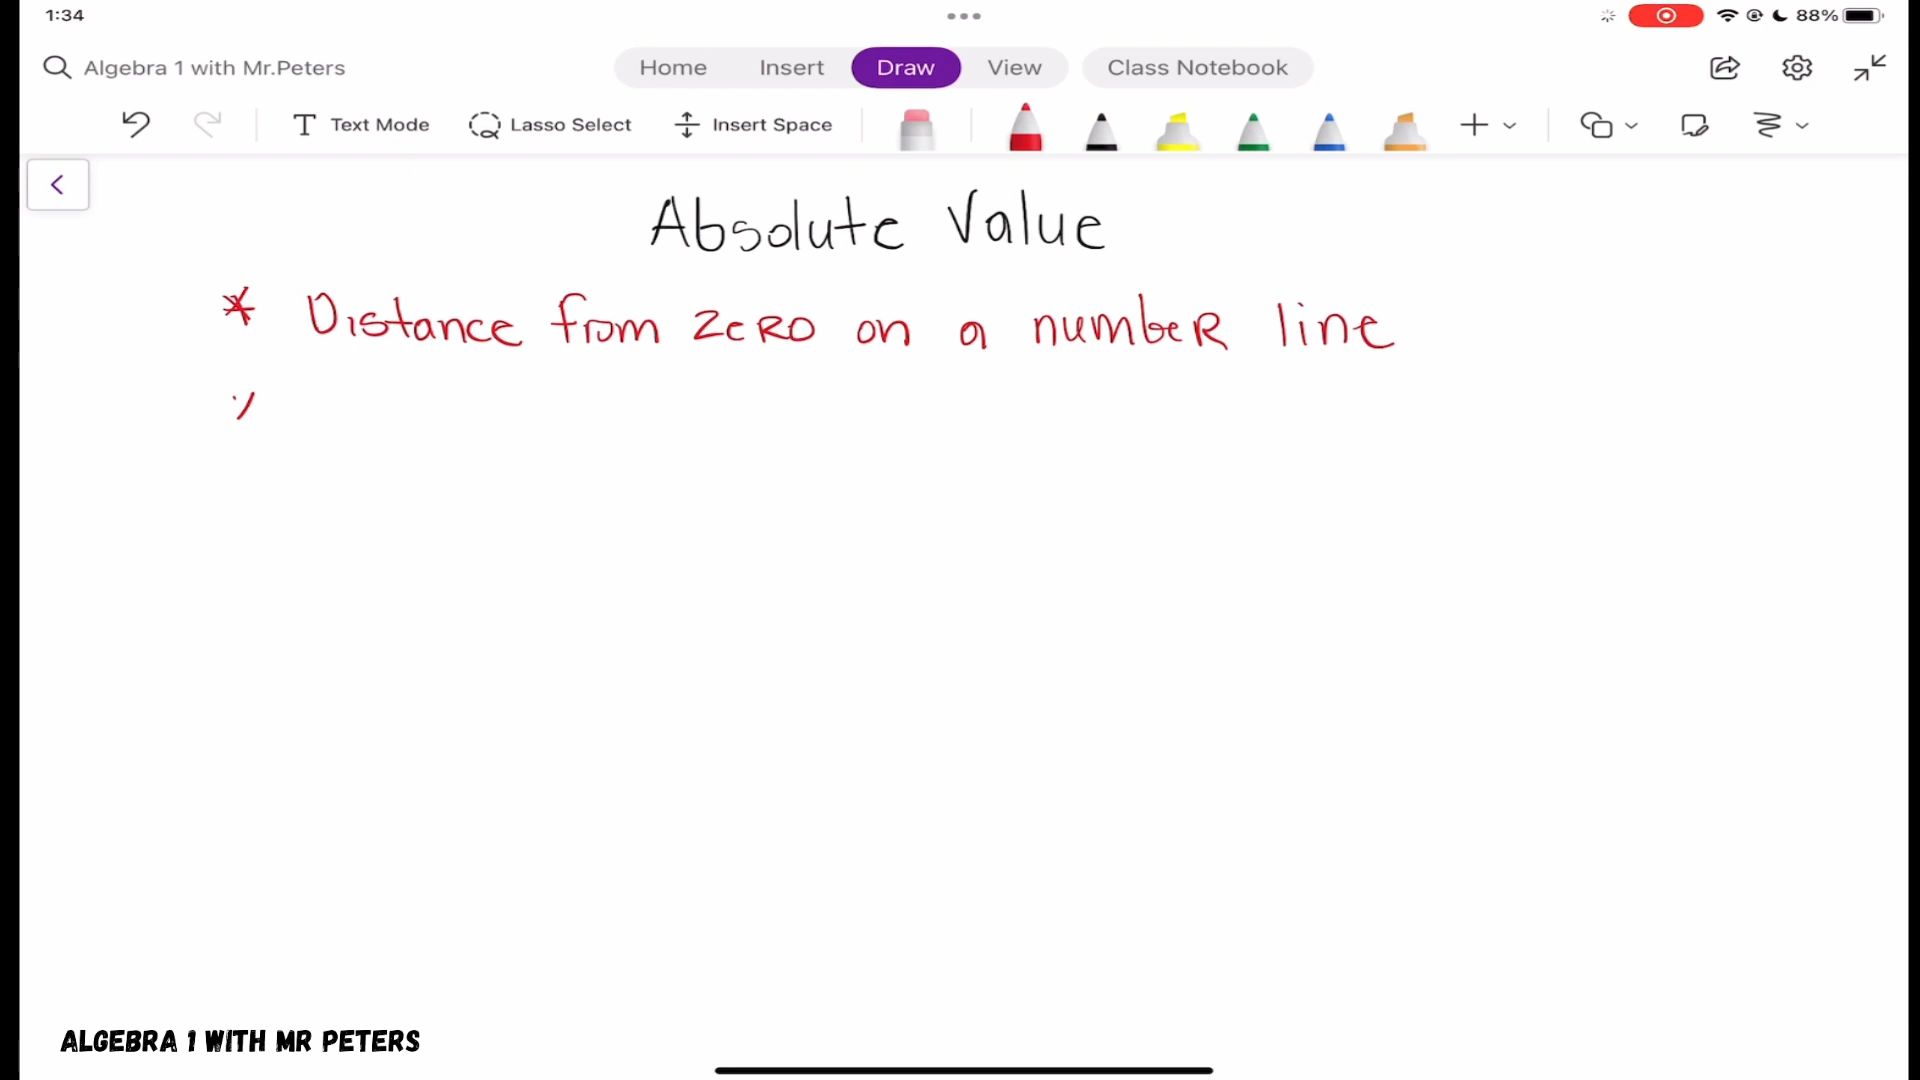 1:34
88%
Algebra 1 with Mr.Peters
Home Insert Draw View Class Notebook
Text Mode Lasso Select Insert Space
Absolute Value
* Distance from zeRO on a numbeR line
ALGEBRA 1 WITH MR PETERS